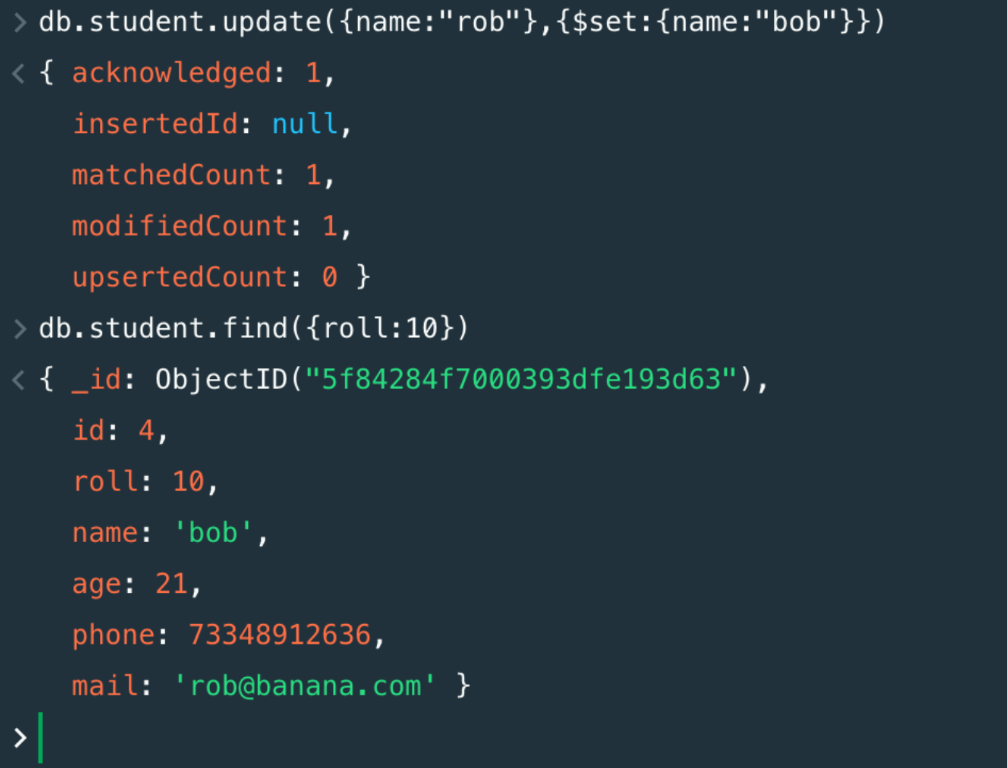 > db.student.update({name:"rob"},{$set:{name:"bob"}})
< { acknowledged: 1,
insertedId: null,
matchedCount: 1,
modifiedCount: 1,
upsertedCount: 0 }
> db.student.find({roll:10})
< { _id: ObjectID("5f84284f7000393dfe193d63"),
id: 4,
roll: 10,
name: 'bob',
age: 21,
phone: 73348912636,
mail: 'rob@banana.com' }
>